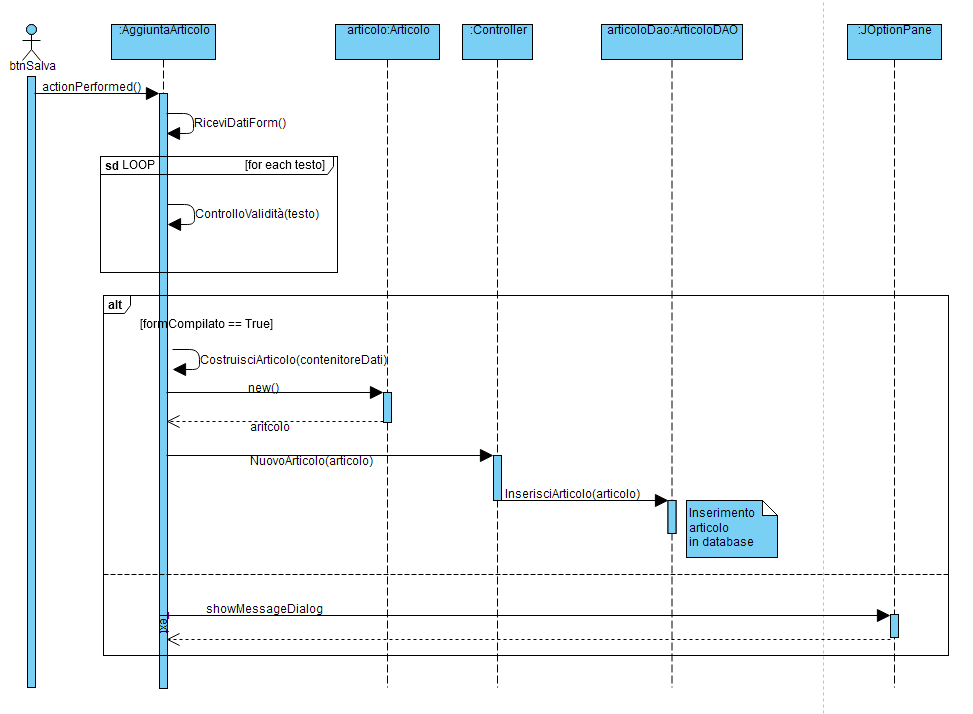 :AggiuntaArticolo
articolo:Articolo
:Controller
articoloDao:ArticoloDAO
:JOptionPane
btnSalva
actionPerformed()
RiceviDatiForm()
sd LOOP
[for each testo]
ControlloValidità(testo)
alt
[formCompilato == True]
CostruisciArticolo(contenitoreDati)
new()
aritcolo
NuovoArticolo(articolo)
InserisciArticolo(articolo)
Inserimento
articolo
in database
showMessageDialog
Text